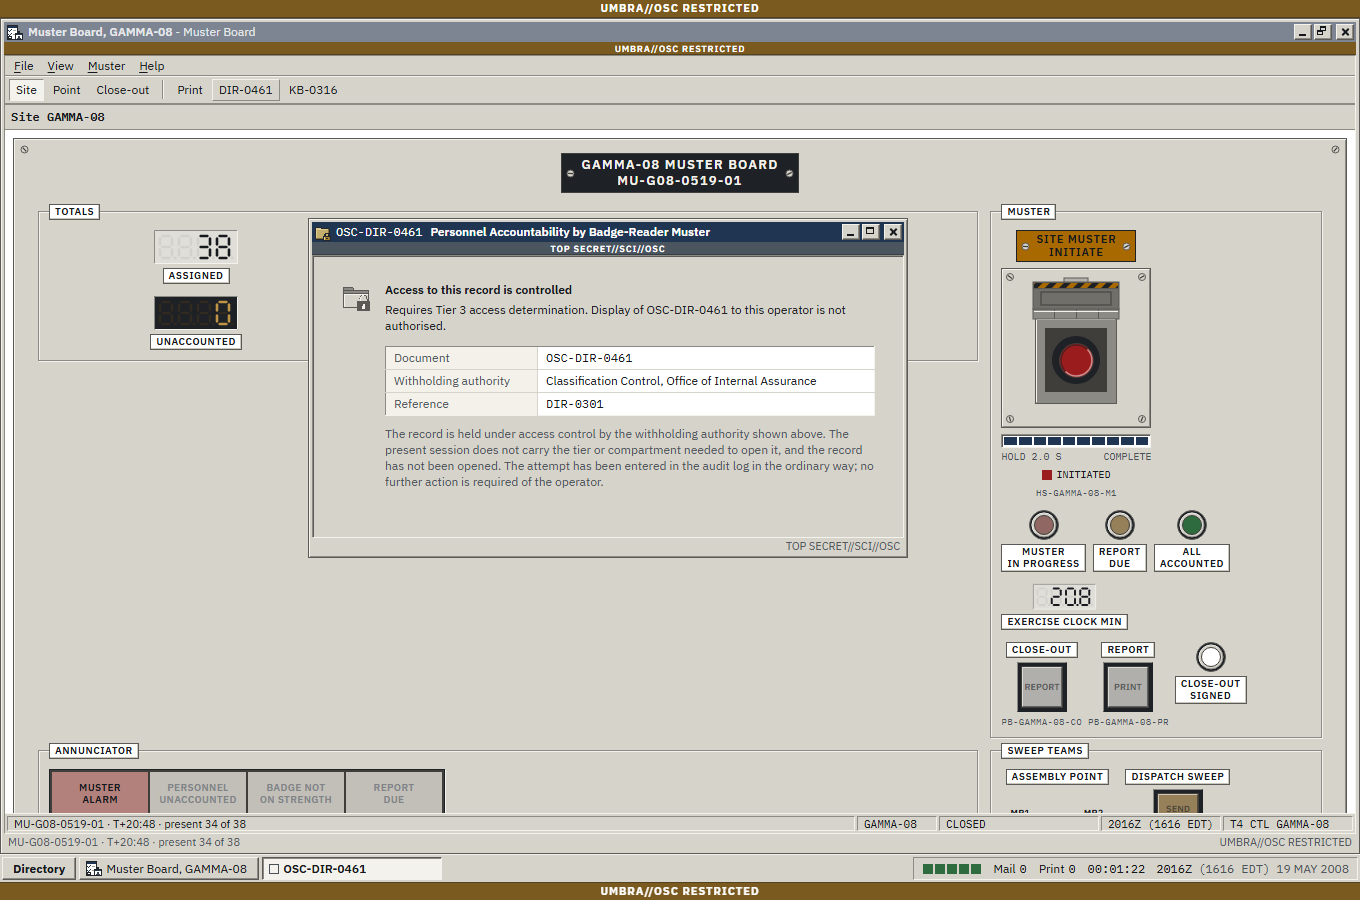 UMBRA//OSC RESTRICTED
Muster Board, GAMMA-08 - Muster Board
UMBRA//OSC RESTRICTED
File View Muster Help
Site Point Close-out Print DIR-0461 KB-0316
Site GAMMA-08
GAMMA-08 MUSTER BOARD
MU-G08-0519-01
TOTALS
38
ASSIGNED
0
UNACCOUNTED
OSC-DIR-0461 Personnel Accountability by Badge-Reader Muster
TOP SECRET//SCI//OSC
Access to this record is controlled
Requires Tier 3 access determination. Display of OSC-DIR-0461 to this operator is not
authorised.
Document OSC-DIR-0461
Withholding authority Classification Control, Office of Internal Assurance
Reference DIR-0301
The record is held under access control by the withholding authority shown above. The
present session does not carry the tier or compartment needed to open it, and the record
has not been opened. The attempt has been entered in the audit log in the ordinary way; no
further action is required of the operator.
TOP SECRET//SCI//OSC
MUSTER
SITE MUSTER
INITIATE
HOLD 2.0 S COMPLETE
INITIATED
HS-GAMMA-08-M1
MUSTER
IN PROGRESS
REPORT
DUE
ALL
ACCOUNTED
20.8
EXERCISE CLOCK MIN
CLOSE-OUT
REPORT
PB-GAMMA-08-CO
REPORT
PRINT
PB-GAMMA-08-PR
CLOSE-OUT
SIGNED
ANNUNCIATOR
MUSTER
ALARM
PERSONNEL
UNACCOUNTED
BADGE NOT
ON STRENGTH
REPORT
DUE
SWEEP TEAMS
ASSEMBLY POINT
DISPATCH SWEEP
MP1 MP2
SEND
MU-G08-0519-01 · T+20:48 · present 34 of 38 GAMMA-08 CLOSED 2016Z (1616 EDT) T4 CTL GAMMA-08
MU-G08-0519-01 · T+20:48 · present 34 of 38 UMBRA//OSC RESTRICTED
Directory Muster Board, GAMMA-08 OSC-DIR-0461 Mail 0 Print 0 00:01:22 2016Z (1616 EDT) 19 MAY 2008
UMBRA//OSC RESTRICTED